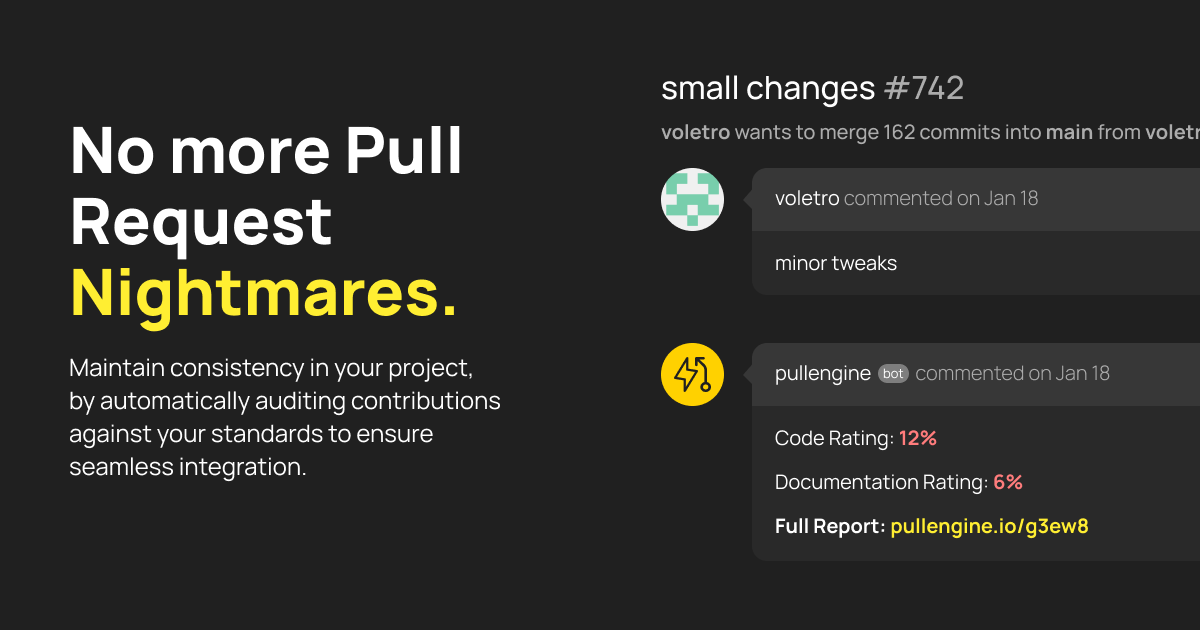 No more Pull
Request
Nightmares.
Maintain consistency in your project,
by automatically auditing contributions
against your standards to ensure
seamless integration.
small changes #742
voletro wants to merge 162 commits into main from voletr
voletro commented on Jan 18
minor tweaks
pullengine bot commented on Jan 18
Code Rating: 12%
Documentation Rating: 6%
Full Report: pullengine.io/g3ew8